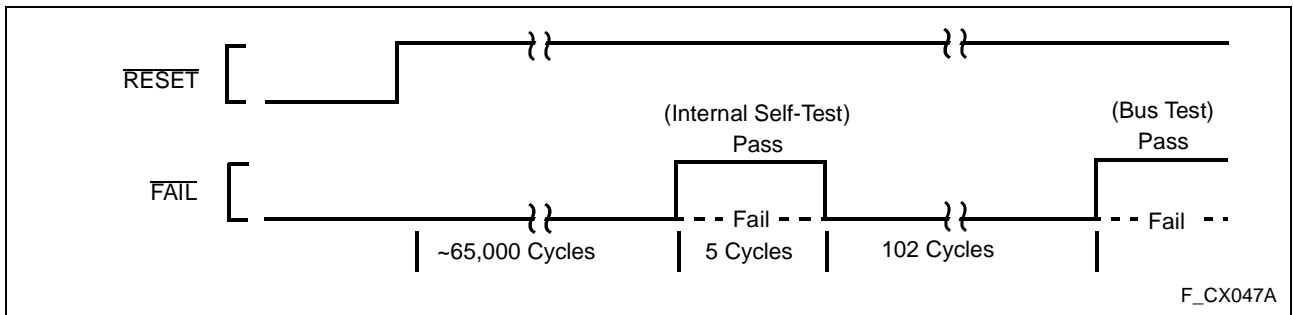 RESET
(Internal Self-Test)
Pass
(Bus Test)
Pass
FAIL
Fail
Fail
~65,000 Cycles
5 Cycles
102 Cycles
F_CX047A